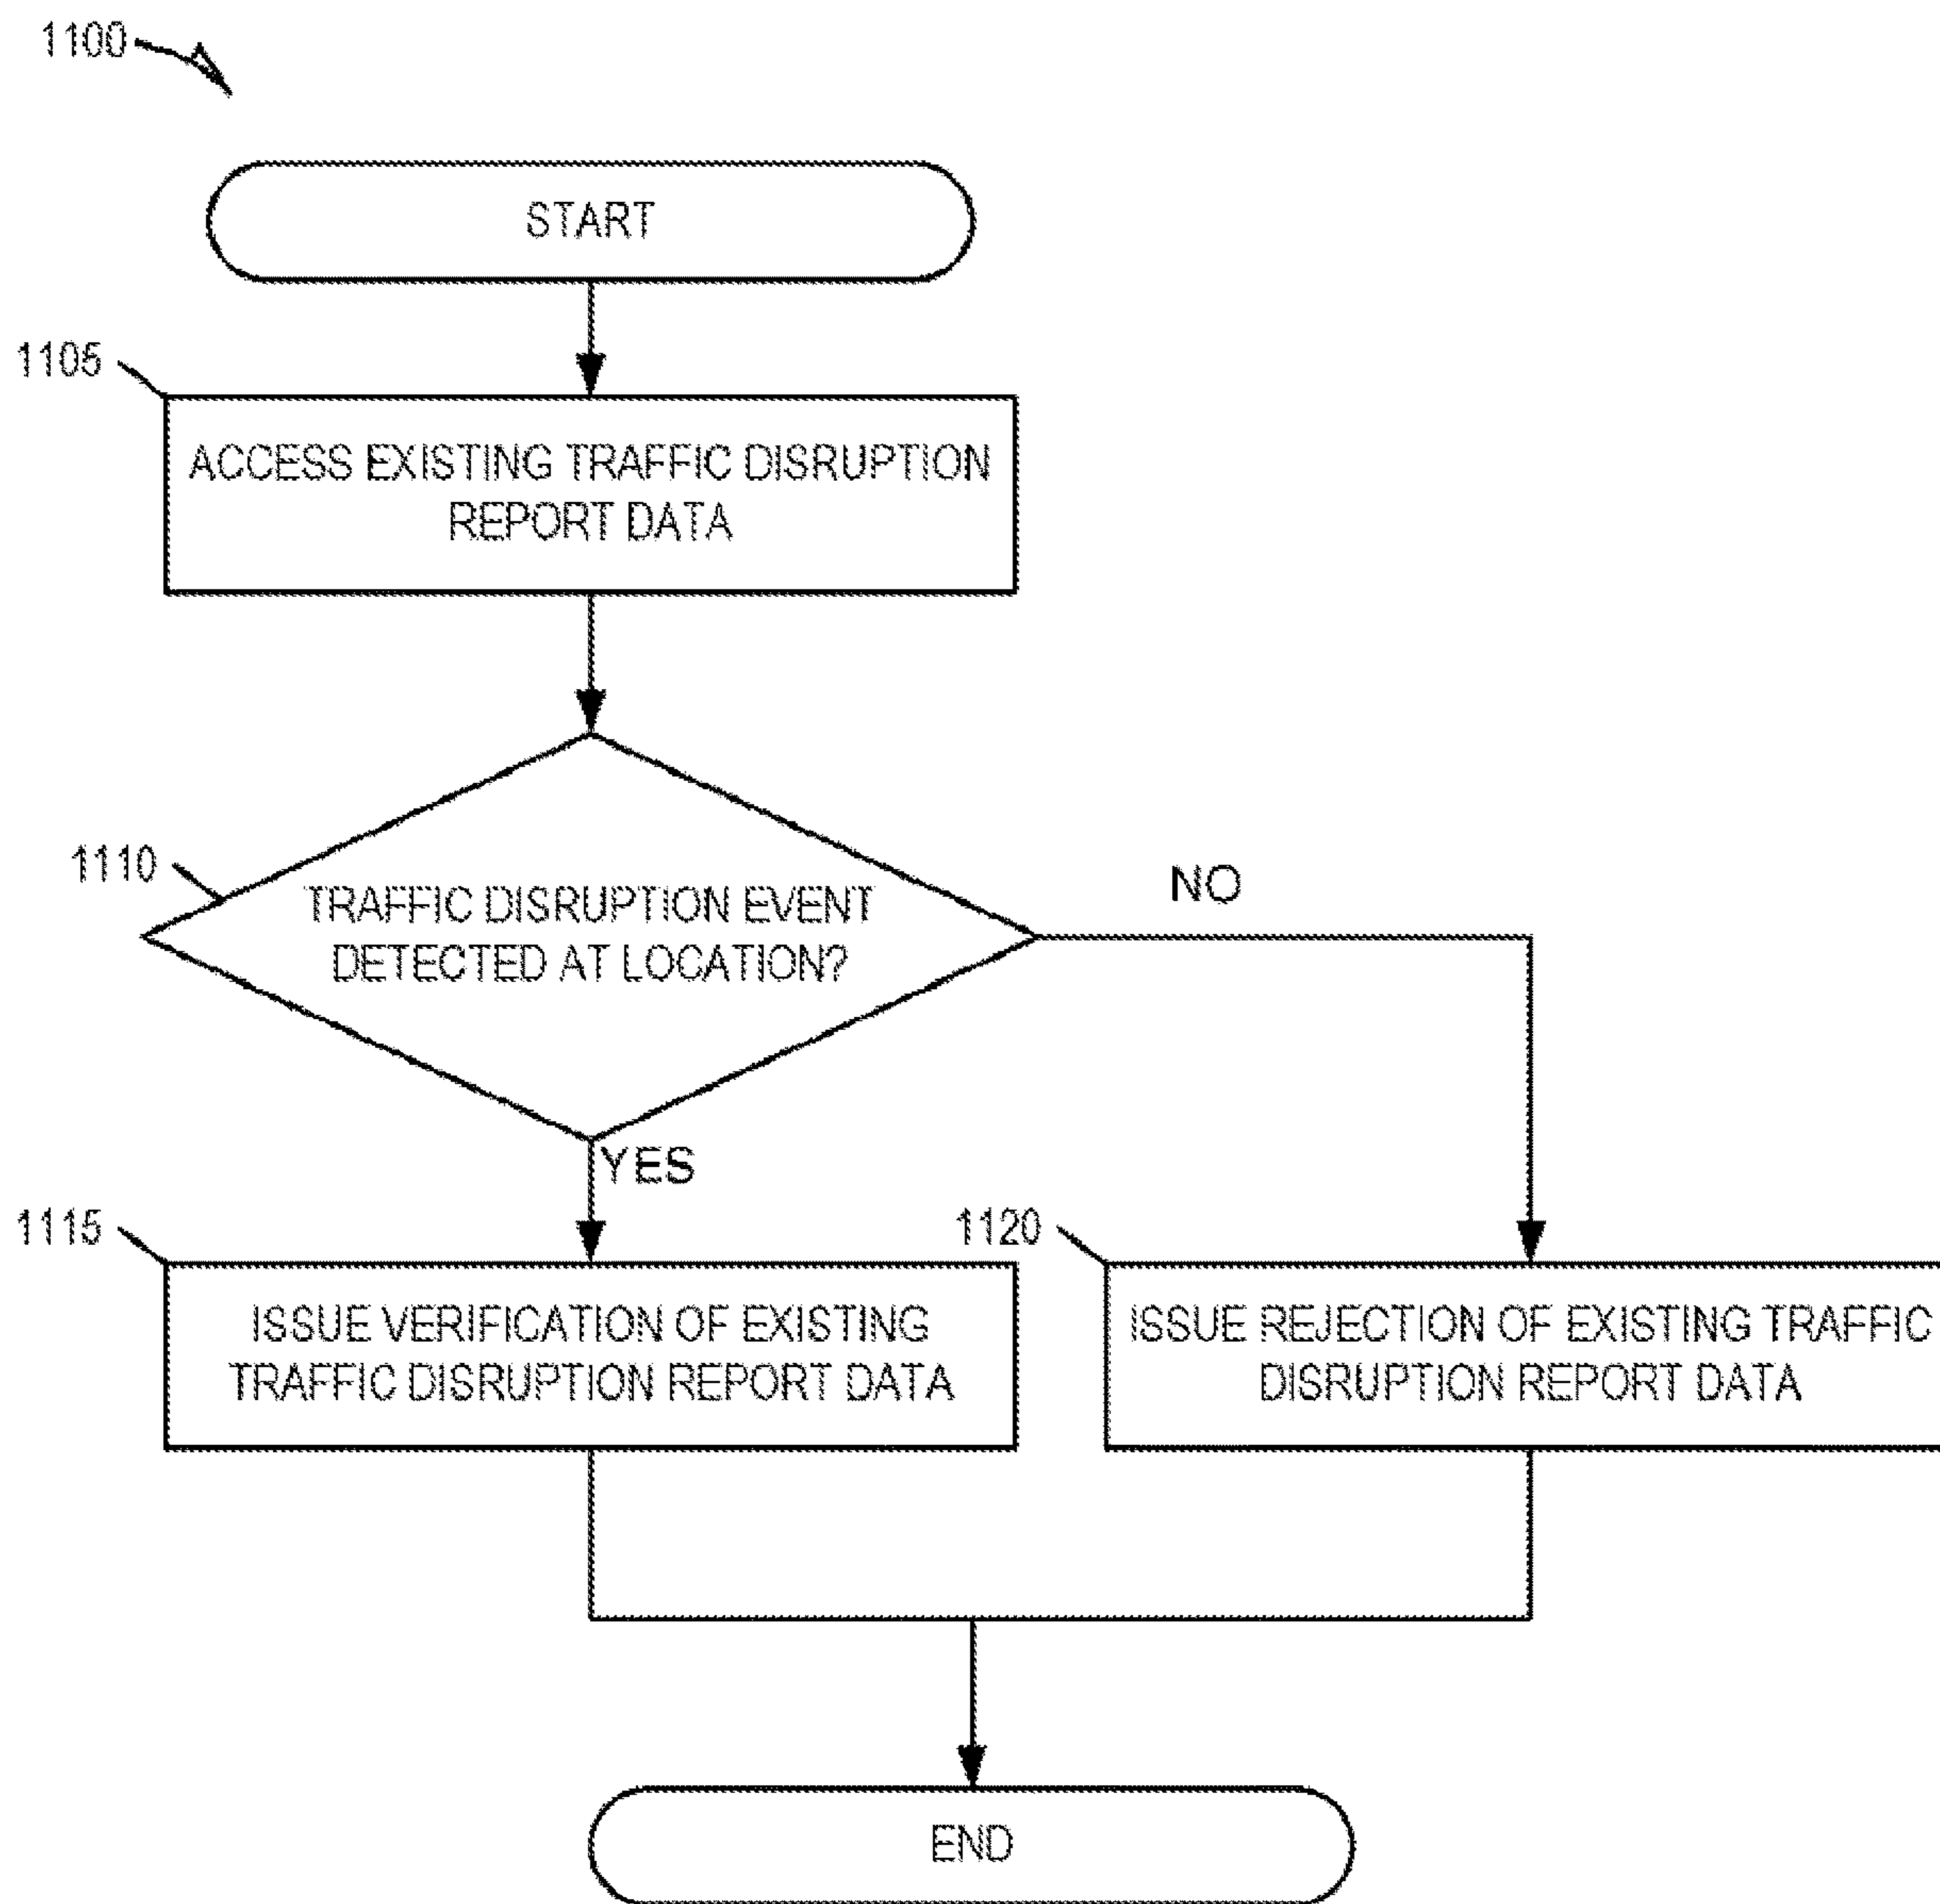 1100
START
1105
ACCESS EXISTING TRAFFIC DISRUPTION
REPORT DATA
1110
TRAFFIC DISRUPTION EVENT
DETECTED AT LOCATION?
NO
YES
1115
ISSUE VERIFICATION OF EXISTING
TRAFFIC DISRUPTION REPORT DATA
1120
ISSUE REJECTION OF EXISTING TRAFFIC
DISRUPTION REPORT DATA
END